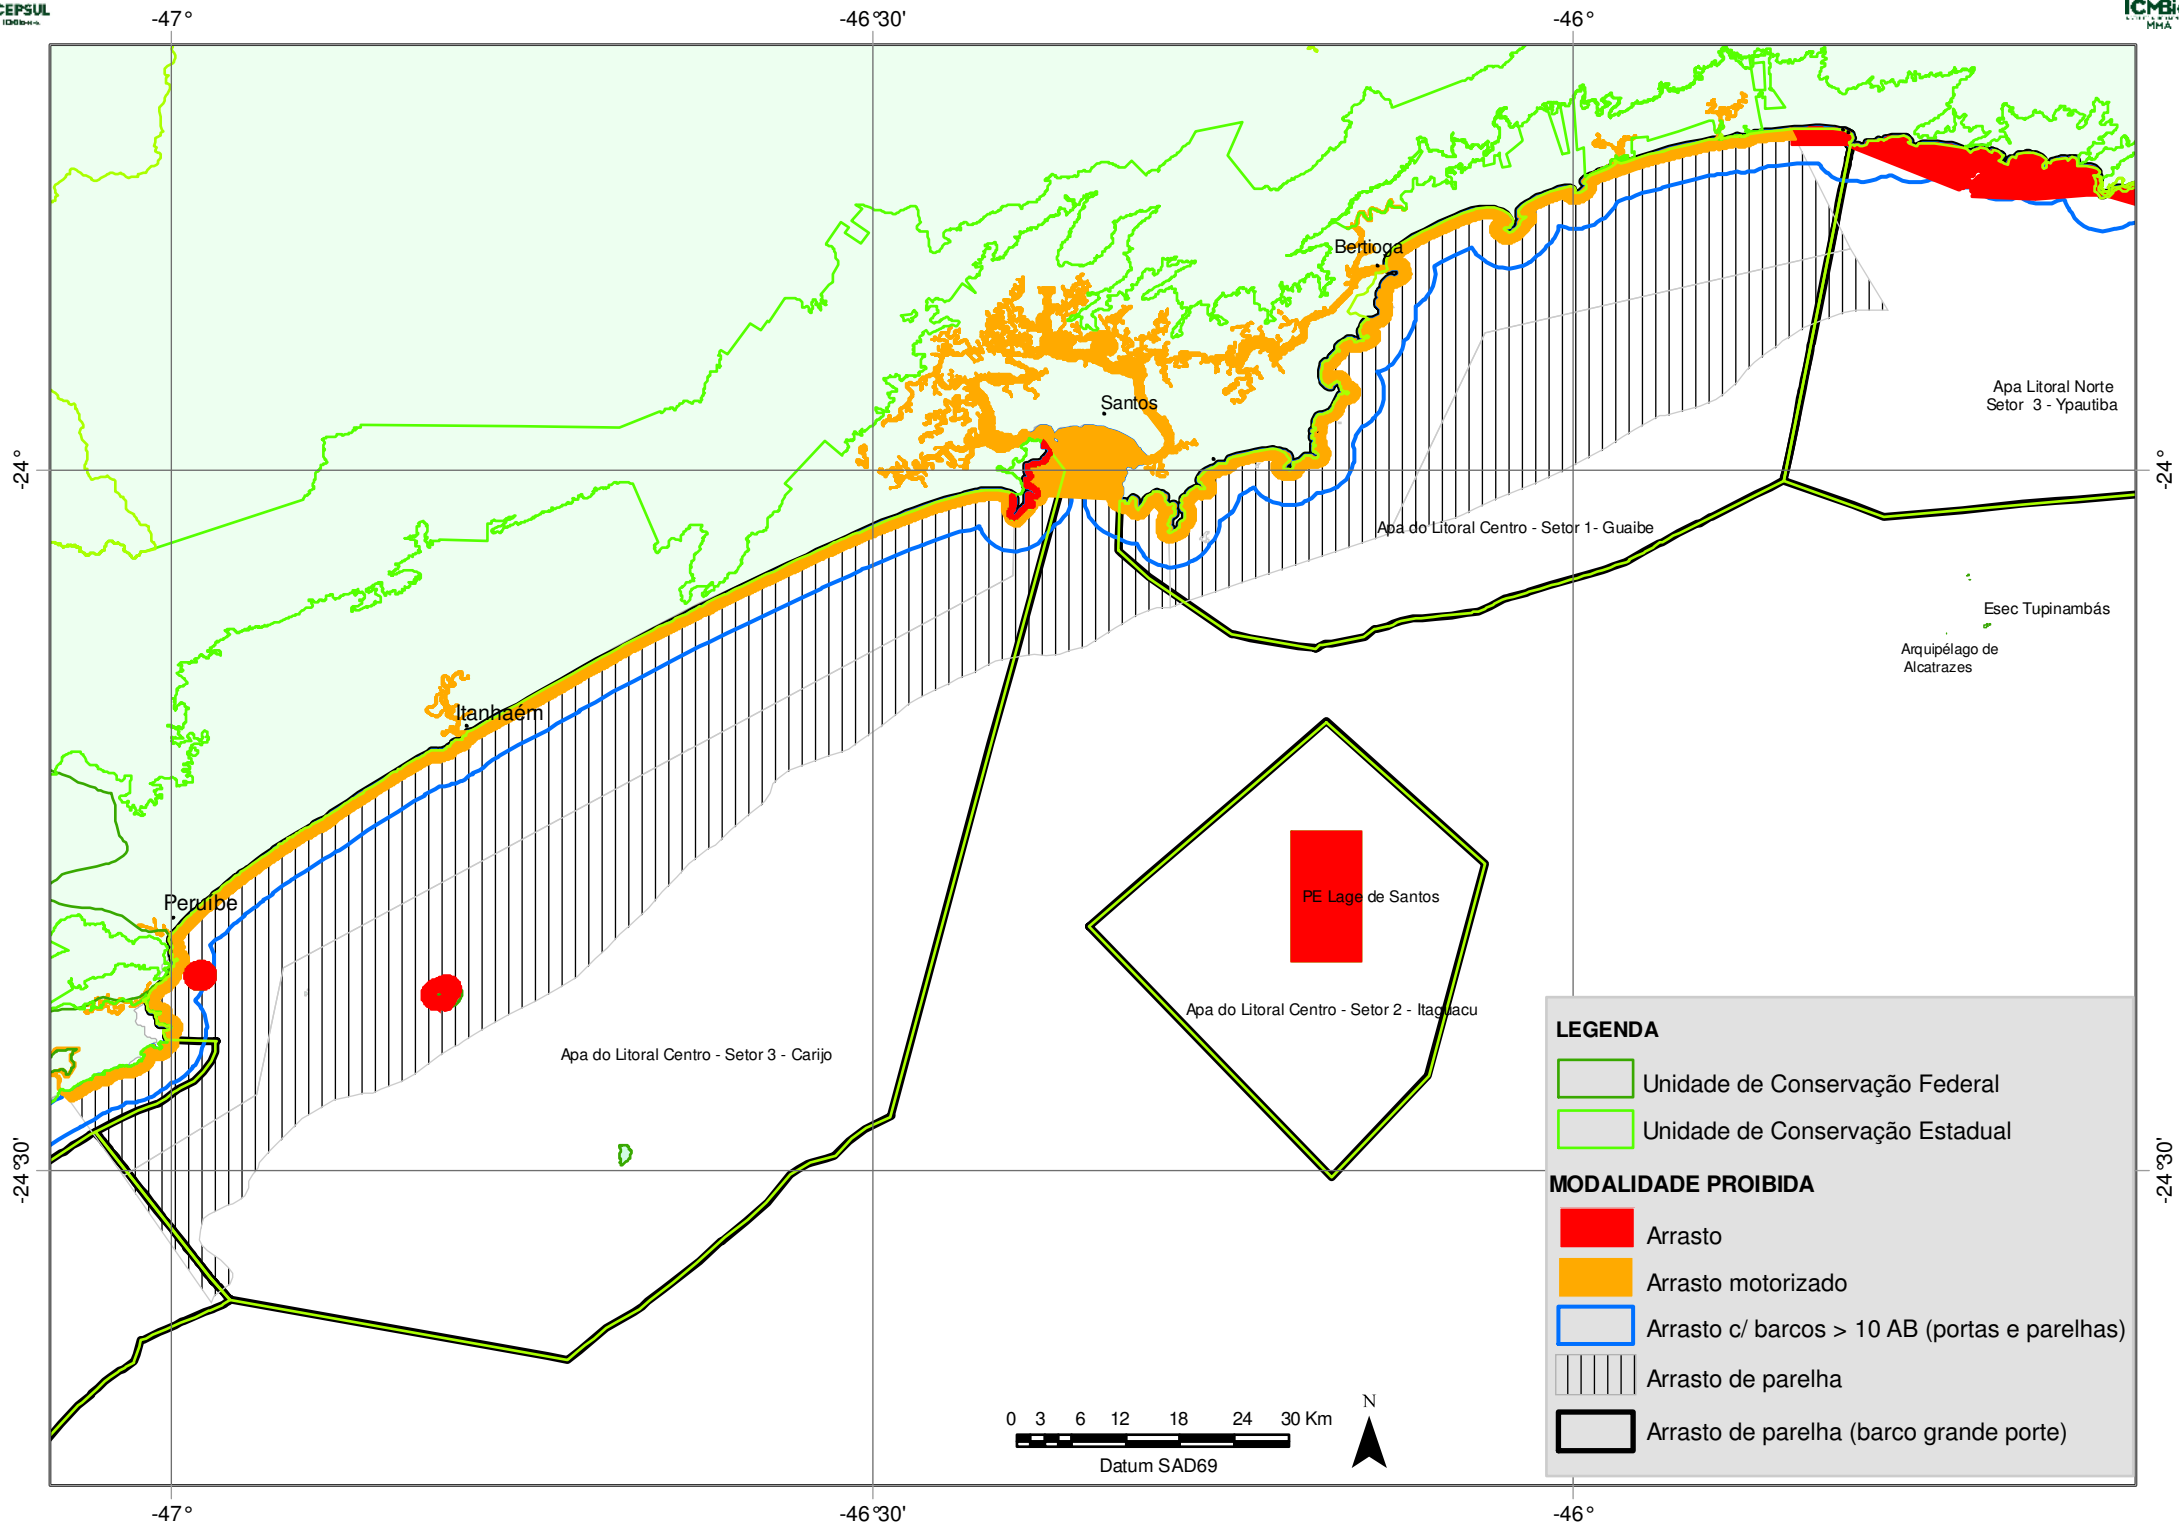 CEPSUL
ICMBio
MMA
-47°
-46°30'
-46°
-24°
-24°
Bertioga
Santos
Apa Litoral Norte
Setor 3 - Ypautiba
Apa do Litoral Centro - Setor 1- Guaibe
Esec Tupinambás
Arquipélago de
Alcatrazes
Itanhaém
Peruíbe
PE Lage de Santos
Apa do Litoral Centro - Setor 2 - Itaguacu
Apa do Litoral Centro - Setor 3 - Carijo
-24°30'
-24°30'
LEGENDA
Unidade de Conservação Federal
Unidade de Conservação Estadual
MODALIDADE PROIBIDA
Arrasto
Arrasto motorizado
Arrasto c/ barcos > 10 AB (portas e parelhas)
Arrasto de parelha
Arrasto de parelha (barco grande porte)
N
0 3 6 12 18 24 30 Km
Datum SAD69
-47°
-46°30'
-46°